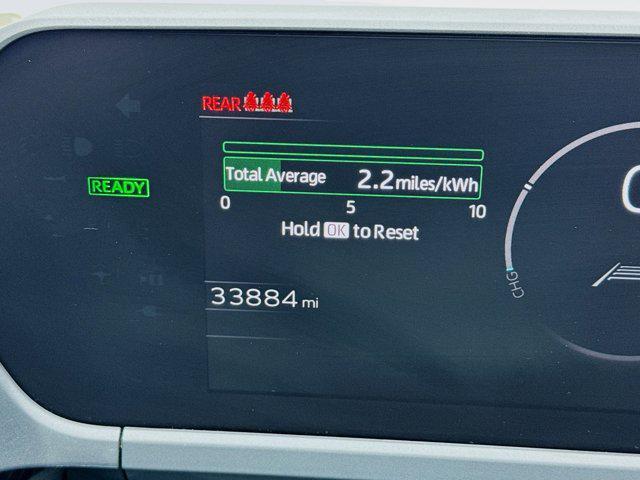 REAR
READY
Total Average 2.2 miles/kWh
0 5 10
Hold OK to Reset
33884 mi
CHG